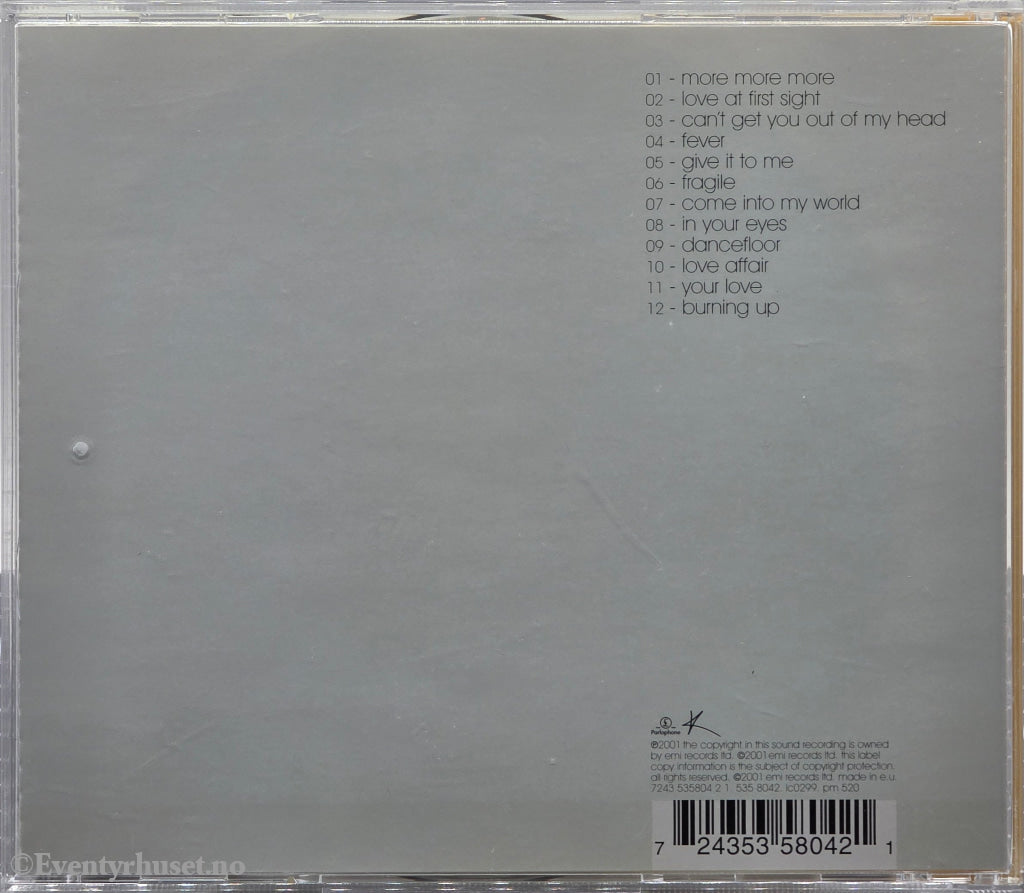 01 - more more more
02 - love at first sight
03 - can't get you out of my head
04 - fever
05 - give it to me
06 - fragile
07 - come into my world
08 - in your eyes
09 - dancefloor
10 - love affair
11 - your love
12 - burning up
Parlophone
℗2001 the copyright in this sound recording is owned
by emi records ltd. ©2001 emi records ltd. this label
copy information is the subject of copyright protection.
all rights reserved. ©2001 emi records ltd. made in e.u.
7243 535804 2 1. 535 8042. lc0299. pm 520
7 24353 58042 1
©Eventyrhuset.no